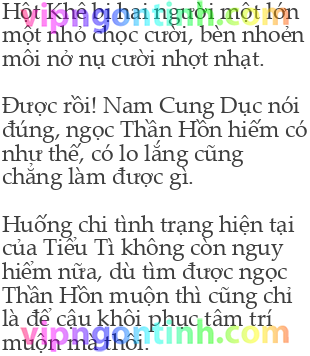 Hột Khê bị hai người một lớn
một nhỏ chọc cười, bèn nhoẻn
môi nở nụ cười nhợt nhạt.
Được rồi! Nam Cung Dục nói
đúng, ngọc Thần Hồn hiếm có
như thế, có lo lắng cũng
chẳng làm được gì.
Huống chi tình trạng hiện tại
của Tiểu Tì không còn nguy
hiểm nữa, dù tìm được ngọc
Thần Hồn muộn thì cũng chỉ
là để cậu khôi phục tâm trí
muộn mà thôi.
vipngontinh.com
vipngontinh.com